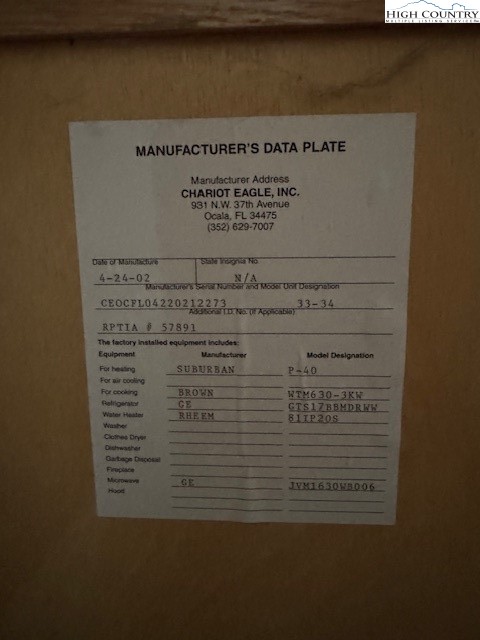 HIGH COUNTRY
MULTIPLE LISTING SERVICE
MANUFACTURER'S DATA PLATE
Manufacturer Address
CHARIOT EAGLE, INC.
931 N.W. 37th Avenue
Ocala, FL 34475
(352) 629-7007
Date of Manufacture State Insignia No.
4-24-02 N/A
Manufacturer's Serial Number and Model Unit Designation
CEOCFL04220212273 33-34
Additional I.D. No. (If Applicable)
RPTIA # 57891
The factory installed equipment includes:
Equipment Manufacturer Model Designation
For heating SUBURBAN P-40
For air cooling
For cooking BROWN WTM630-3KW
Refrigerator GE GTS17BBMDRWW
Water Heater RHEEM 81IP20S
Washer
Clothes Dryer
Dishwasher
Garbage Disposal
Fireplace
Microwave GE JVM1630WB006
Hood